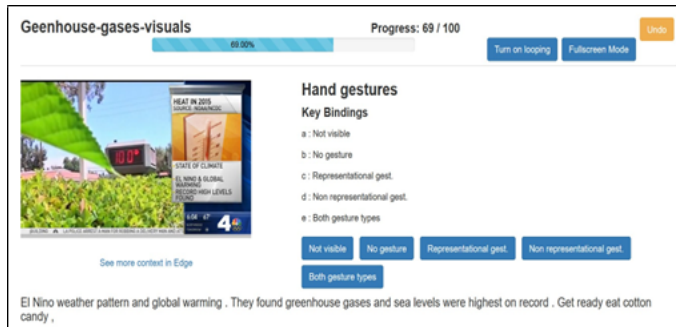 Geenhouse-gases-visuals
Progress: 69 / 100
Undo
69.00%
Turn on looping
Fullscreen Mode
Hand gestures
Key Bindings
a : Not visible
b : No gesture
c : Representational gest.
d : Non representational gest.
e : Both gesture types
HEAT IN 2015
SOURCE: NOAA/NCDC
100°
STATE OF CLIMATE
EL NINO & GLOBAL
WARMING
RECORD HIGH LEVELS
FOUND
6:08 67°
4
Not visible
No gesture
Representational gest.
Non representational gest.
Both gesture types
See more context in Edge
El Nino weather pattern and global warming . They found greenhouse gases and sea levels were highest on record . Get ready eat cotton
candy ,